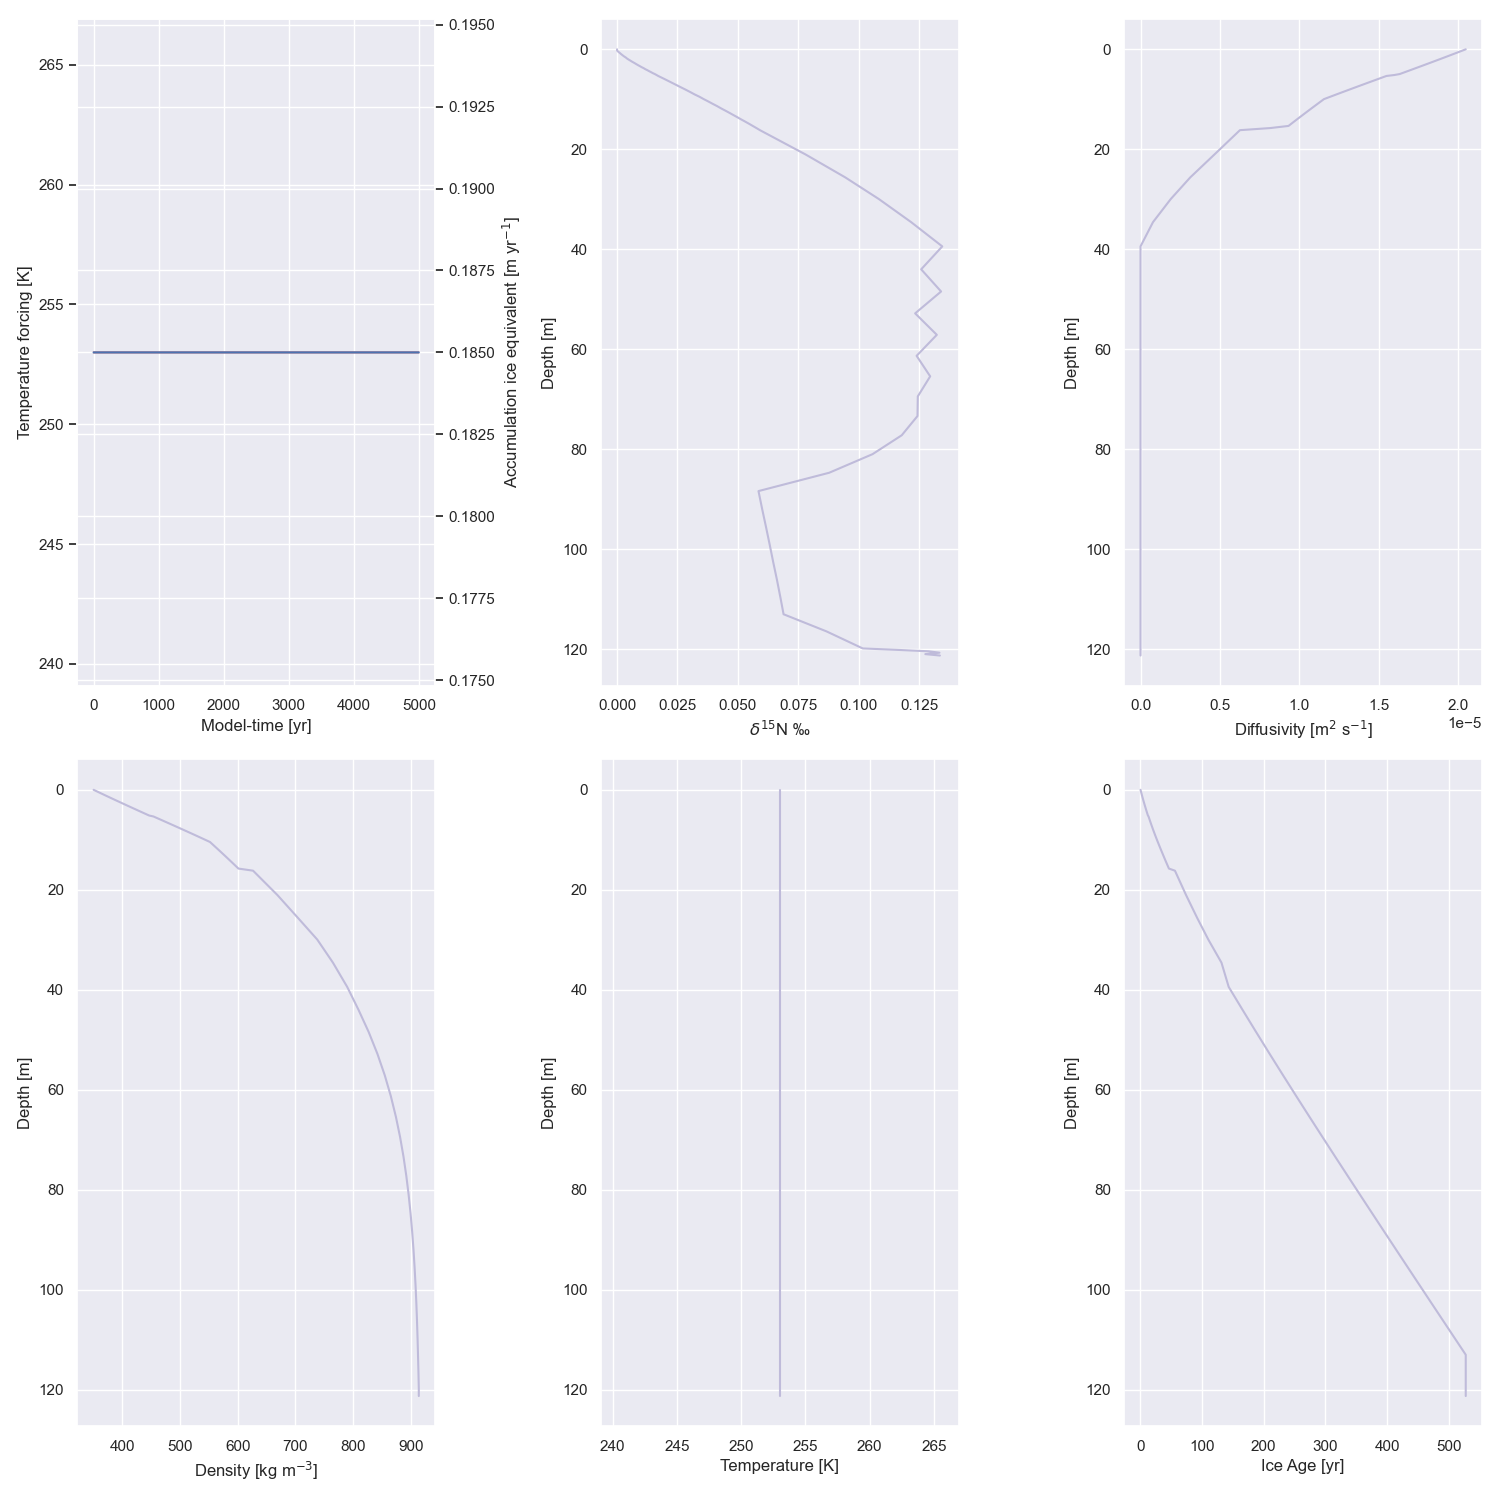 Temperature forcing [K]
265
260
255
250
245
240
0 1000 2000 3000 4000 5000
Model-time [yr]
0.1950
0.1925
0.1900
0.1875
0.1850
0.1825
0.1800
0.1775
0.1750
Accumulation ice equivalent [m yr⁻¹]
Depth [m]
0
20
40
60
80
100
120
0.000 0.025 0.050 0.075 0.100 0.125
δ¹⁵N ‰
Depth [m]
0
20
40
60
80
100
120
0.0 0.5 1.0 1.5 2.0
1e−5
Diffusivity [m² s⁻¹]
Depth [m]
0
20
40
60
80
100
120
400 500 600 700 800 900
Density [kg m⁻³]
Depth [m]
0
20
40
60
80
100
120
240 245 250 255 260 265
Temperature [K]
Depth [m]
0
20
40
60
80
100
120
0 100 200 300 400 500
Ice Age [yr]